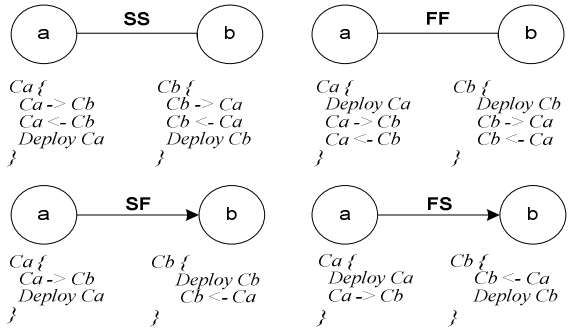 a SS b
Ca {
Ca -> Cb
Ca <- Cb
Deploy Ca
}
Cb {
Cb -> Ca
Cb <- Ca
Deploy Cb
}
a FF b
Ca {
Deploy Ca
Ca -> Cb
Ca <- Cb
}
Cb {
Deploy Cb
Cb -> Ca
Cb <- Ca
}
a SF b
Ca {
Ca -> Cb
Deploy Ca
}
Cb {
Deploy Cb
Cb <- Ca
}
a FS b
Ca {
Deploy Ca
Ca -> Cb
}
Cb {
Cb <- Ca
Deploy Cb
}